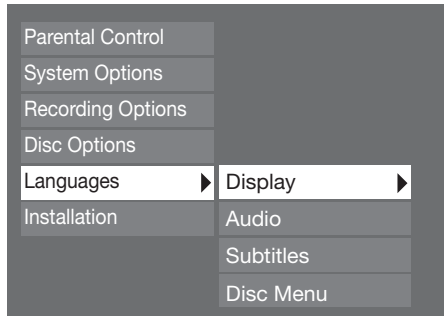 Parental Control
System Options
Recording Options
Disc Options
Languages
Installation
Display
Audio
Subtitles
Disc Menu